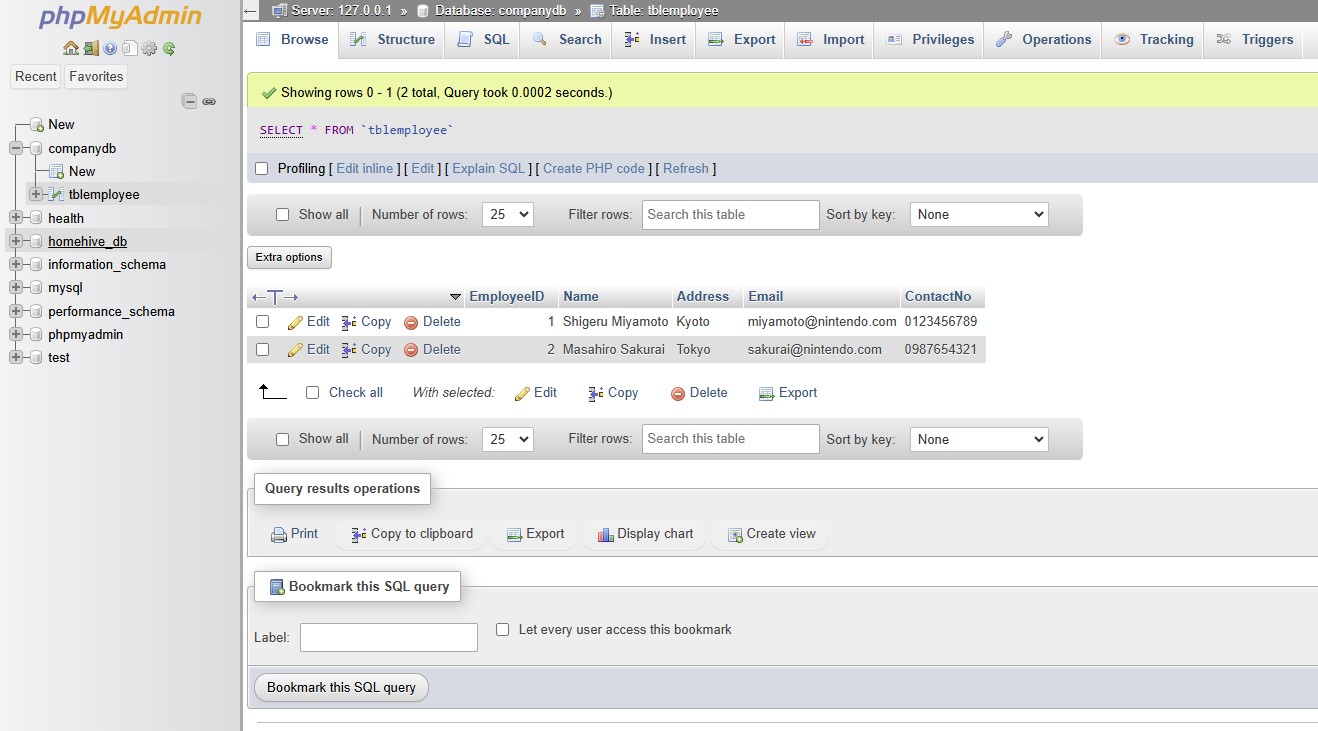 phpMyAdmin
Recent Favorites
New
companydb
New
tblemployee
health
homehive_db
information_schema
mysql
performance_schema
phpmyadmin
test
← Server: 127.0.0.1 » Database: companydb » Table: tblemployee
Browse Structure SQL Search Insert Export Import Privileges Operations Tracking Triggers
Showing rows 0 - 1 (2 total, Query took 0.0002 seconds.)
SELECT * FROM `tblemployee`
Profiling [ Edit inline ] [ Edit ] [ Explain SQL ] [ Create PHP code ] [ Refresh ]
Show all | Number of rows: 25 Filter rows: Search this table Sort by key: None
Extra options
←T→ EmployeeID Name Address Email ContactNo
Edit Copy Delete 1 Shigeru Miyamoto Kyoto miyamoto@nintendo.com 0123456789
Edit Copy Delete 2 Masahiro Sakurai Tokyo sakurai@nintendo.com 0987654321
Check all With selected: Edit Copy Delete Export
Show all | Number of rows: 25 Filter rows: Search this table Sort by key: None
Query results operations
Print Copy to clipboard Export Display chart Create view
Bookmark this SQL query
Label: Let every user access this bookmark
Bookmark this SQL query